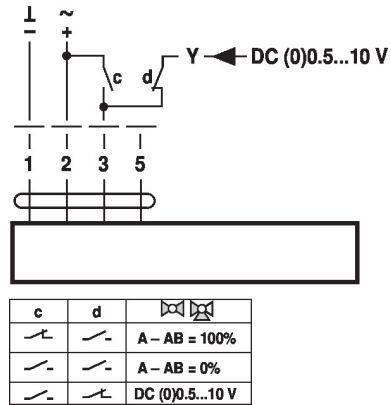 ⊥ ~
– +
c d Y DC (0)0.5...10 V
1 2 3 5
c d
A – AB = 100%
A – AB = 0%
DC (0)0.5...10 V